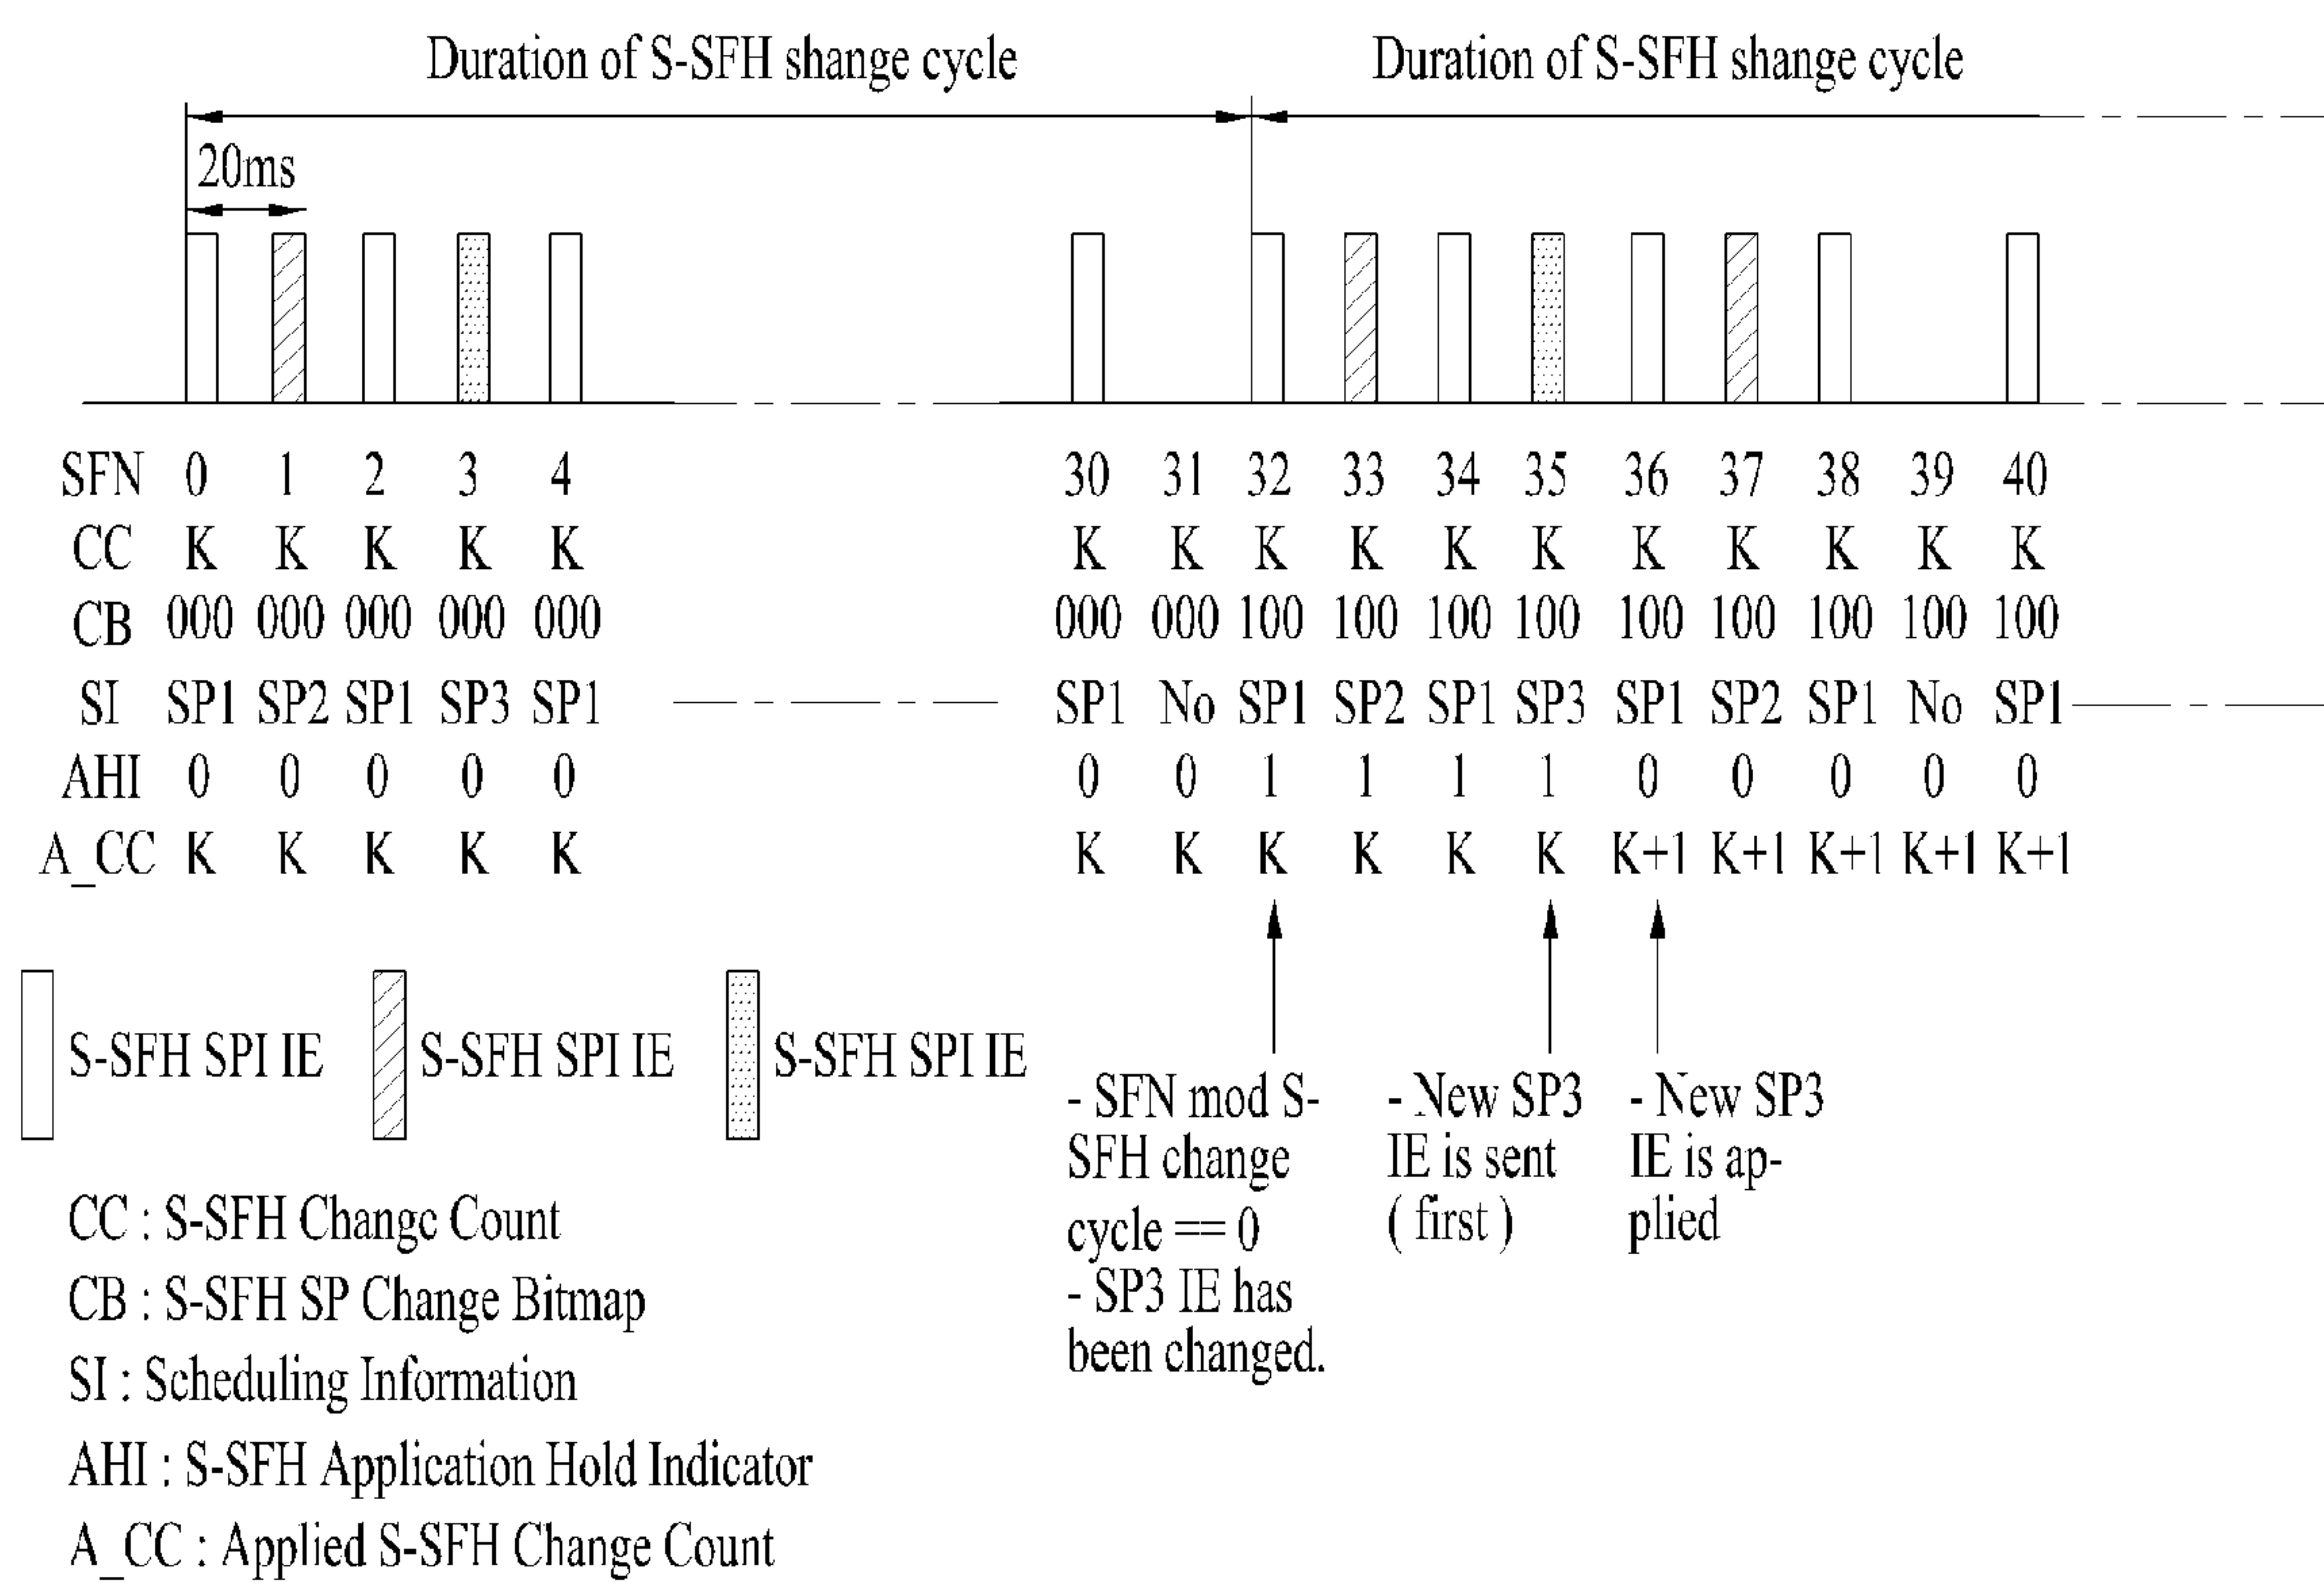 Duration of S-SFH shange cycle Duration of S-SFH shange cycle
20ms
SFN 0 1 2 3 4 30 31 32 33 34 35 36 37 38 39 40
CC K K K K K K K K K K K K K K K K
CB 000 000 000 000 000 000 000 100 100 100 100 100 100 100 100 100
SI SP1 SP2 SP1 SP3 SP1 SP1 No SP1 SP2 SP1 SP3 SP1 SP2 SP1 No SP1
AHI 0 0 0 0 0 0 0 1 1 1 1 0 0 0 0 0
A_CC K K K K K K K K K K K K+1 K+1 K+1 K+1 K+1
S-SFH SPI IE S-SFH SPI IE S-SFH SPI IE
- SFN mod S-
SFH change
cycle == 0
- SP3 IE has
been changed.
- New SP3
IE is sent
( first )
- New SP3
IE is ap-
plied
CC : S-SFH Change Count
CB : S-SFH SP Change Bitmap
SI : Scheduling Information
AHI : S-SFH Application Hold Indicator
A_CC : Applied S-SFH Change Count